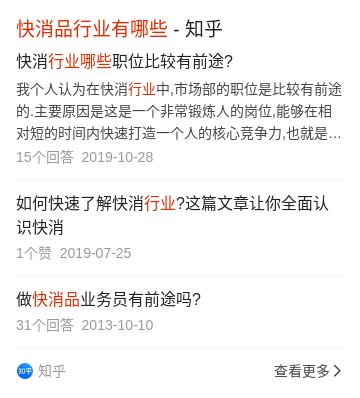 快消品行业有哪些 - 知乎
快消行业哪些职位比较有前途?
我个人认为在快消行业中,市场部的职位是比较有前途
的.主要原因是这是一个非常锻炼人的岗位,能够在相
对短的时间内快速打造一个人的核心竞争力,也就是...
15个回答 2019-10-28
如何快速了解快消行业?这篇文章让你全面认
识快消
1个赞 2019-07-25
做快消品业务员有前途吗?
31个回答 2013-10-10
知乎 知乎 查看更多